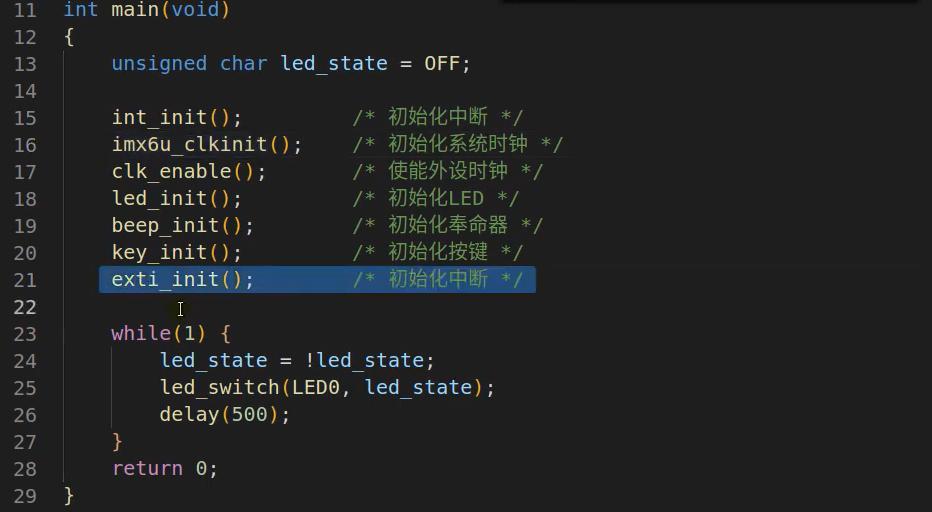 11 int main(void)
12 {
13 unsigned char led_state = OFF;
14
15 int_init(); /* 初始化中断 */
16 imx6u_clkinit(); /* 初始化系统时钟 */
17 clk_enable(); /* 使能外设时钟 */
18 led_init(); /* 初始化LED */
19 beep_init(); /* 初始化奉命器 */
20 key_init(); /* 初始化按键 */
21 exti_init(); /* 初始化中断 */
22
23 while(1) {
24 led_state = !led_state;
25 led_switch(LED0, led_state);
26 delay(500);
27 }
28 return 0;
29 }